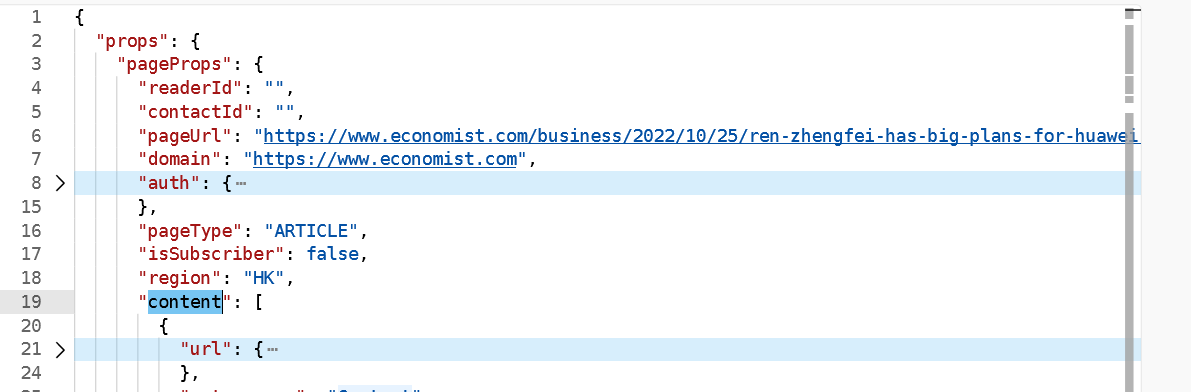 1 {
2 "props": {
3 "pageProps": {
4 "readerId": "",
5 "contactId": "",
6 "pageUrl": "https://www.economist.com/business/2022/10/25/ren-zhengfei-has-big-plans-for-huawei
7 "domain": "https://www.economist.com",
8 "auth": {⋯
15 },
16 "pageType": "ARTICLE",
17 "isSubscriber": false,
18 "region": "HK",
19 "content": [
20 {
21 "url": {⋯
24 },